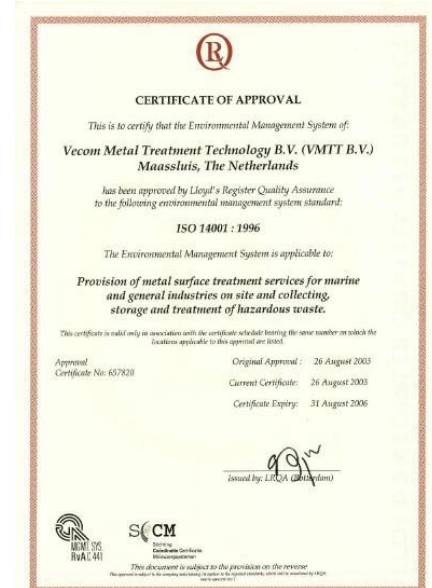 CERTIFICATE OF APPROVAL
This is to certify that the Environmental Management System of:
Vecom Metal Treatment Technology B.V. (VMTT B.V.)
Maassluis, The Netherlands
has been approved by Lloyd's Register Quality Assurance
to the following environmental management system standard:
ISO 14001 : 1996
The Environmental Management System is applicable to:
Provision of metal surface treatment services for marine
and general industries on site and collecting,
storage and treatment of hazardous waste.
This certificate is valid only in association with the certificate schedule bearing the same number on which the
locations applicable to this approval are listed.
Approval
Certificate No: 657828
Original Approval : 26 August 2003
Current Certificate: 26 August 2003
Certificate Expiry: 31 August 2006
Issued by: LRQA (Rotterdam)
MGMT. SYS.
RvA C 441
SCCM
Stichting
Coördinatie Certificatie
Milieuzorgsystemen
This document is subject to the provision on the reverse